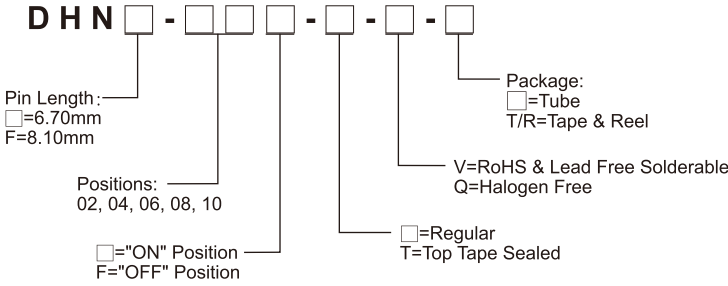 DHN□-□□□-□-□-□
Pin Length:
□=6.70mm
F=8.10mm
Positions:
02, 04, 06, 08, 10
□="ON" Position
F="OFF" Position
□=Regular
T=Top Tape Sealed
V=RoHS & Lead Free Solderable
Q=Halogen Free
Package:
□=Tube
T/R=Tape & Reel